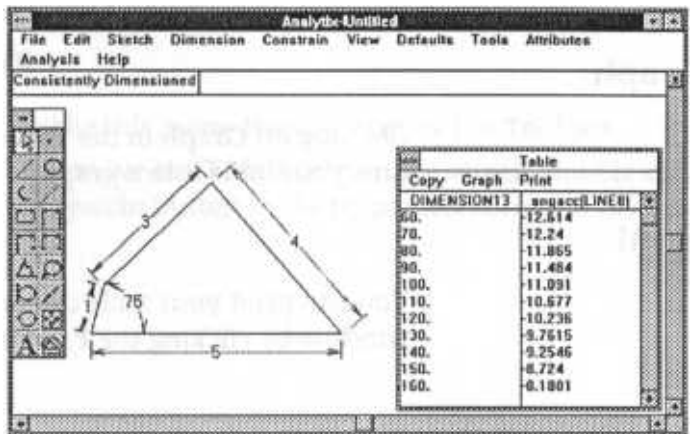 Analytix-Untitled
File Edit Sketch Dimension Constrain View Defaults Tools Attributes
Analysis Help
Consistently Dimensioned
3
4
75
5
A
Table
Copy Graph Print
DIMENSION13 angacc(LINE8)
60. -12.614
70. -12.24
80. -11.865
90. -11.484
100. -11.091
110. -10.677
120. -10.236
130. -9.7615
140. -9.2546
150. -8.724
160. -8.1801